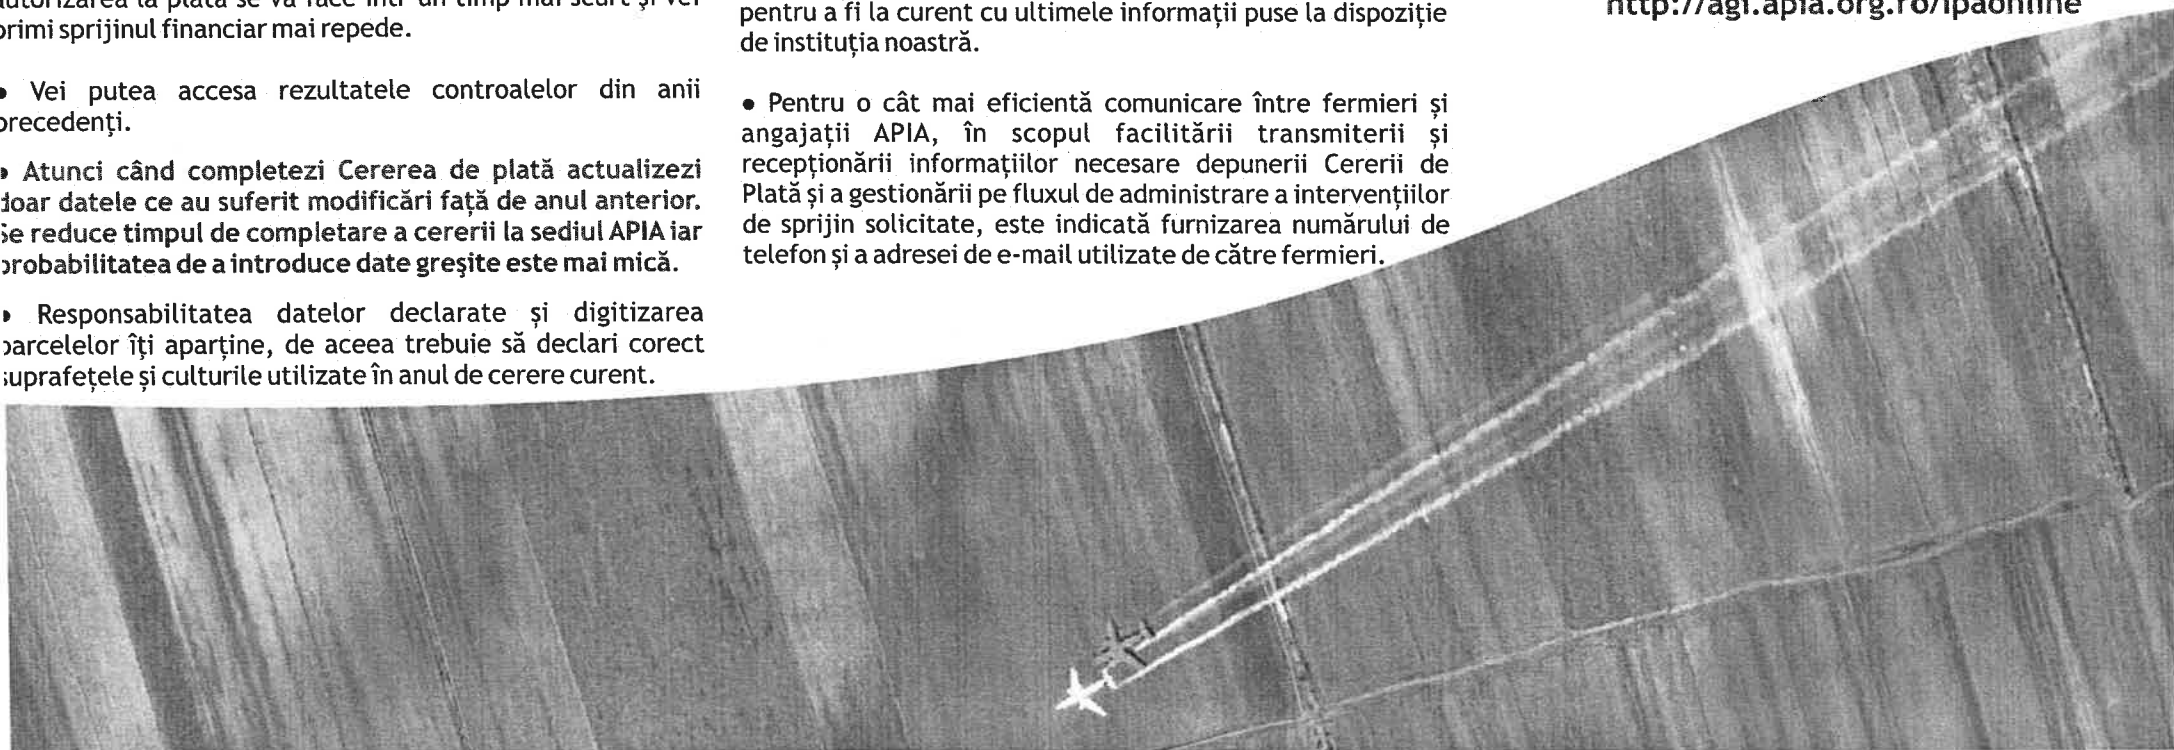 autorizarea la plată se va face într-un timp mai scurt și vei
primi sprijinul financiar mai repede.
• Vei putea accesa rezultatele controalelor din anii
precedenți.
• Atunci când completezi Cererea de plată actualizezi
doar datele ce au suferit modificări față de anul anterior.
Se reduce timpul de completare a cererii la sediul APIA iar
probabilitatea de a introduce date greșite este mai mică.
• Responsabilitatea datelor declarate și digitizarea
parcelelor îți aparține, de aceea trebuie să declari corect
suprafețele și culturile utilizate în anul de cerere curent.
pentru a fi la curent cu ultimele informații puse la dispoziție
de instituția noastră.
• Pentru o cât mai eficientă comunicare între fermieri și
angajații APIA, în scopul facilitării transmiterii și
recepționării informațiilor necesare depunerii Cererii de
Plată și a gestionării pe fluxul de administrare a intervențiilor
de sprijin solicitate, este indicată furnizarea numărului de
telefon și a adresei de e-mail utilizate de către fermieri.
http://agi.apia.org.ro/ipaonline